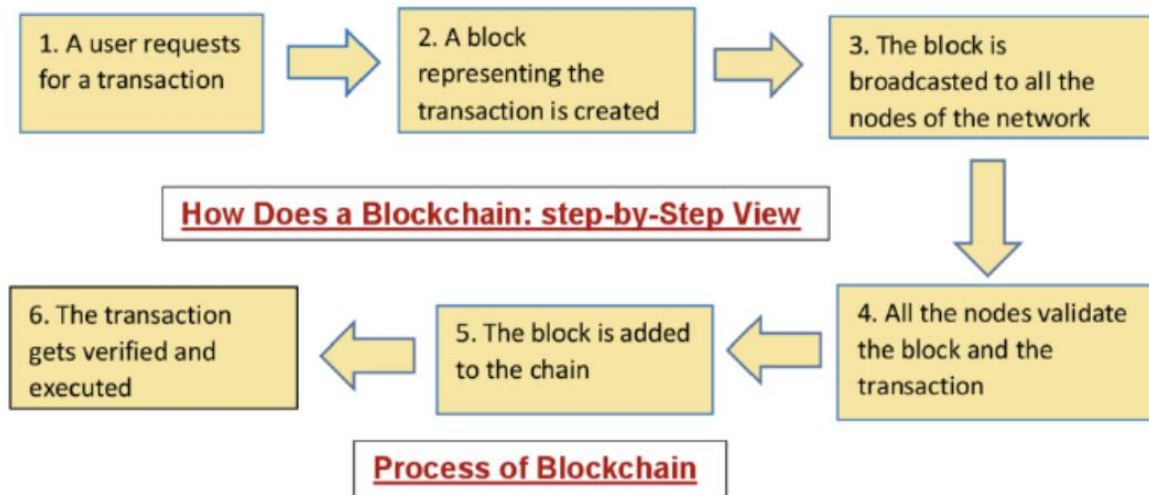 1. A user requests
for a transaction
2. A block
representing the
transaction is created
3. The block is
broadcasted to all the
nodes of the network
How Does a Blockchain: step-by-Step View
4. All the nodes validate
the block and the
transaction
5. The block is added
to the chain
6. The transaction
gets verified and
executed
Process of Blockchain